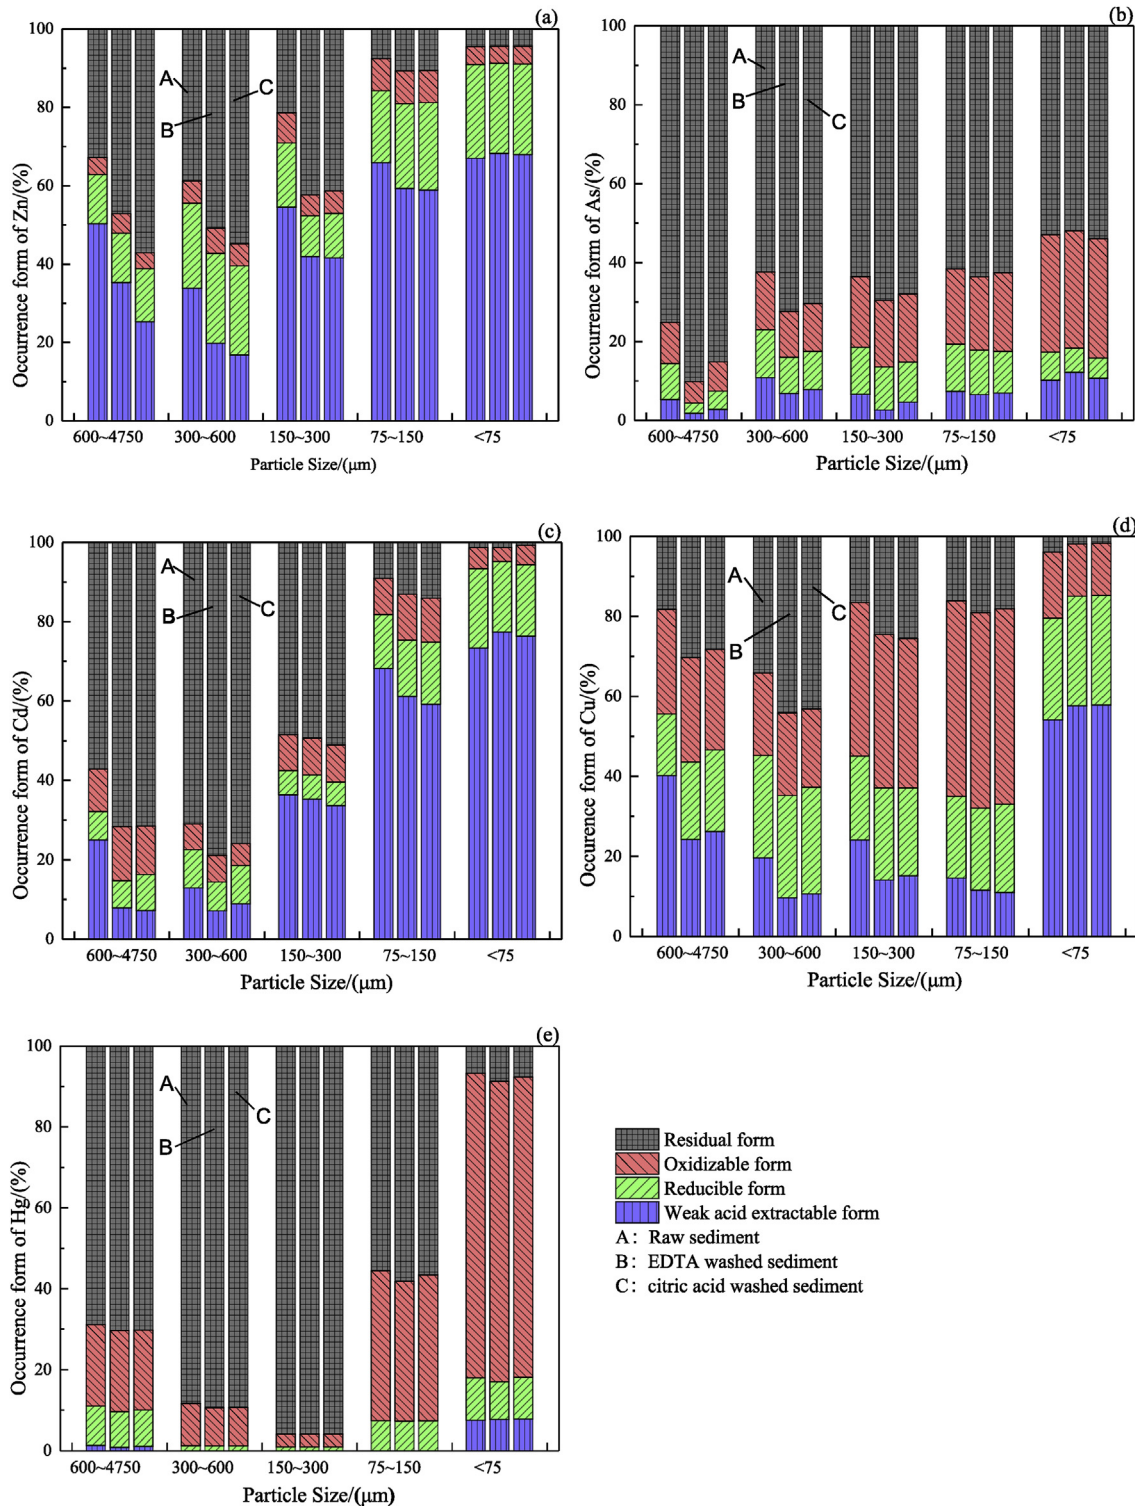 (a)
Occurrence form of Zn/(%)
100
80
60
40
20
0
A
B
C
600~4750 300~600 150~300 75~150 <75
Particle Size/(μm)
(b)
Occurrence form of As/(%)
100
80
60
40
20
0
A
B
C
600~4750 300~600 150~300 75~150 <75
Particle Size/(μm)
(c)
Occurrence form of Cd/(%)
100
80
60
40
20
0
A
B
C
600~4750 300~600 150~300 75~150 <75
Particle Size/(μm)
(d)
Occurence form of Cu/(%)
100
80
60
40
20
0
A
B
C
600~4750 300~600 150~300 75~150 <75
Particle Size/(μm)
(e)
Occurrence form of Hg/(%)
100
80
60
40
20
0
A
B
C
600~4750 300~600 150~300 75~150 <75
Particle Size/(μm)
Residual form
Oxidizable form
Reducible form
Weak acid extractable form
A: Raw sediment
B: EDTA washed sediment
C: citric acid washed sediment